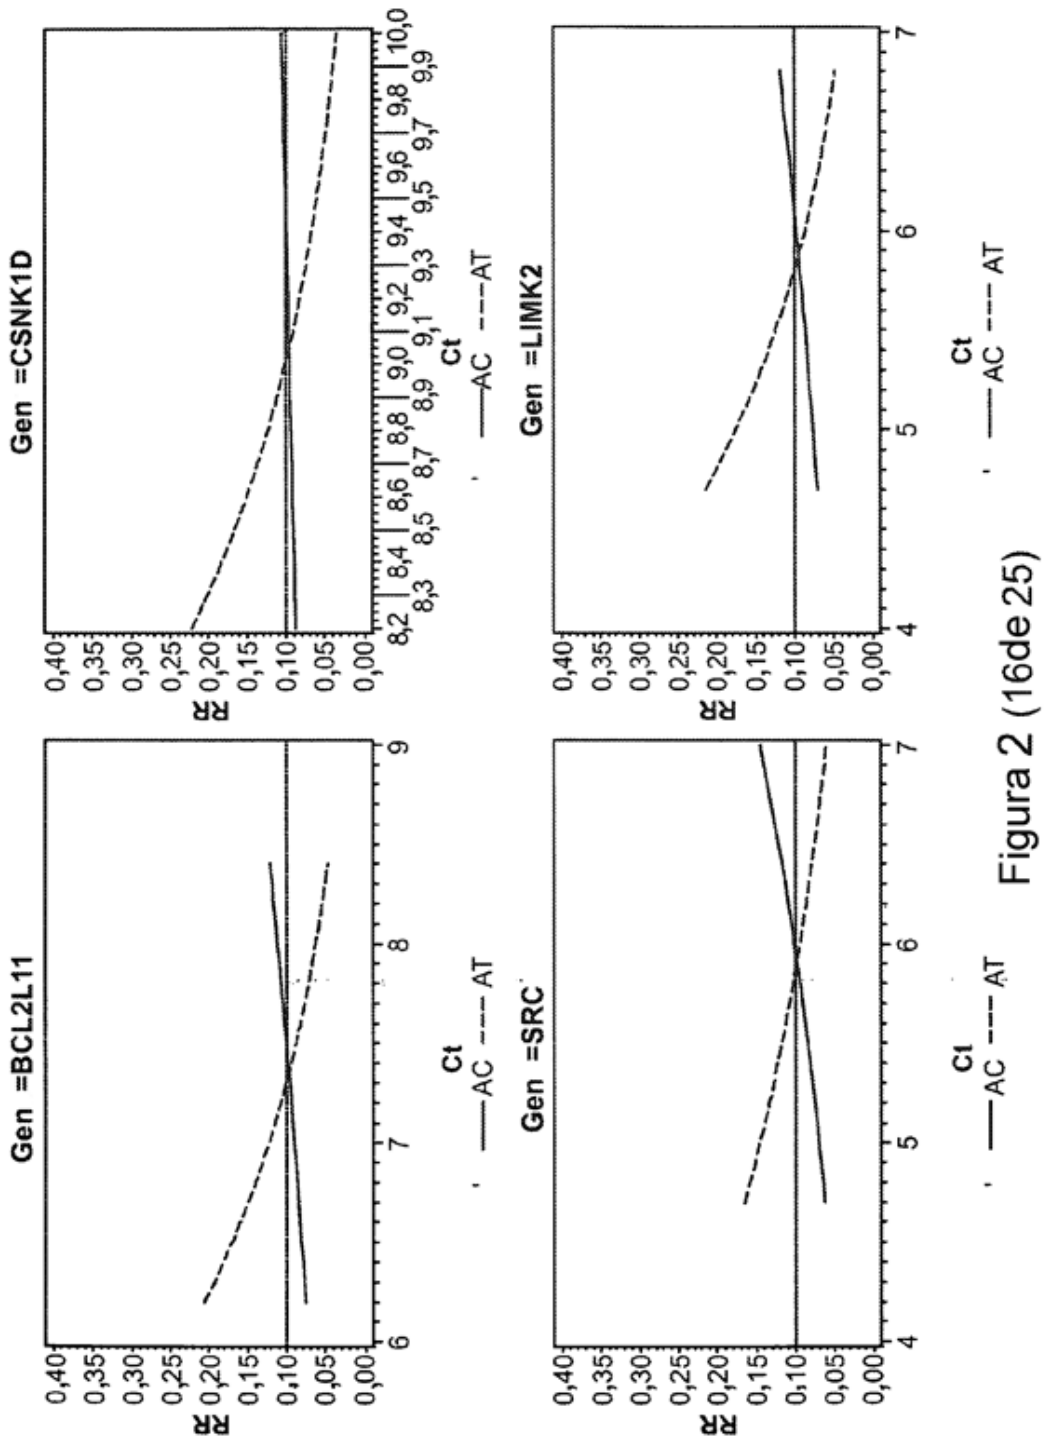 Gen =BCL2L11
RR
0,40
0,35
0,30
0,25
0,20
0,15
0,10
0,05
0,00
6 7 8 9
Ct
AC AT
Gen =CSNK1D
RR
0,40
0,35
0,30
0,25
0,20
0,15
0,10
0,05
0,00
8,2 8,3 8,4 8,5 8,6 8,7 8,8 8,9 9,0 9,1 9,2 9,3 9,4 9,5 9,6 9,7 9,8 9,9 10,0
Ct
AC AT
Gen =SRC
RR
0,40
0,35
0,30
0,25
0,20
0,15
0,10
0,05
0,00
4 5 6 7
Ct
AC AT
Gen =LIMK2
RR
0,40
0,35
0,30
0,25
0,20
0,15
0,10
0,05
0,00
4 5 6 7
Ct
AC AT
Figura 2 (16de 25)